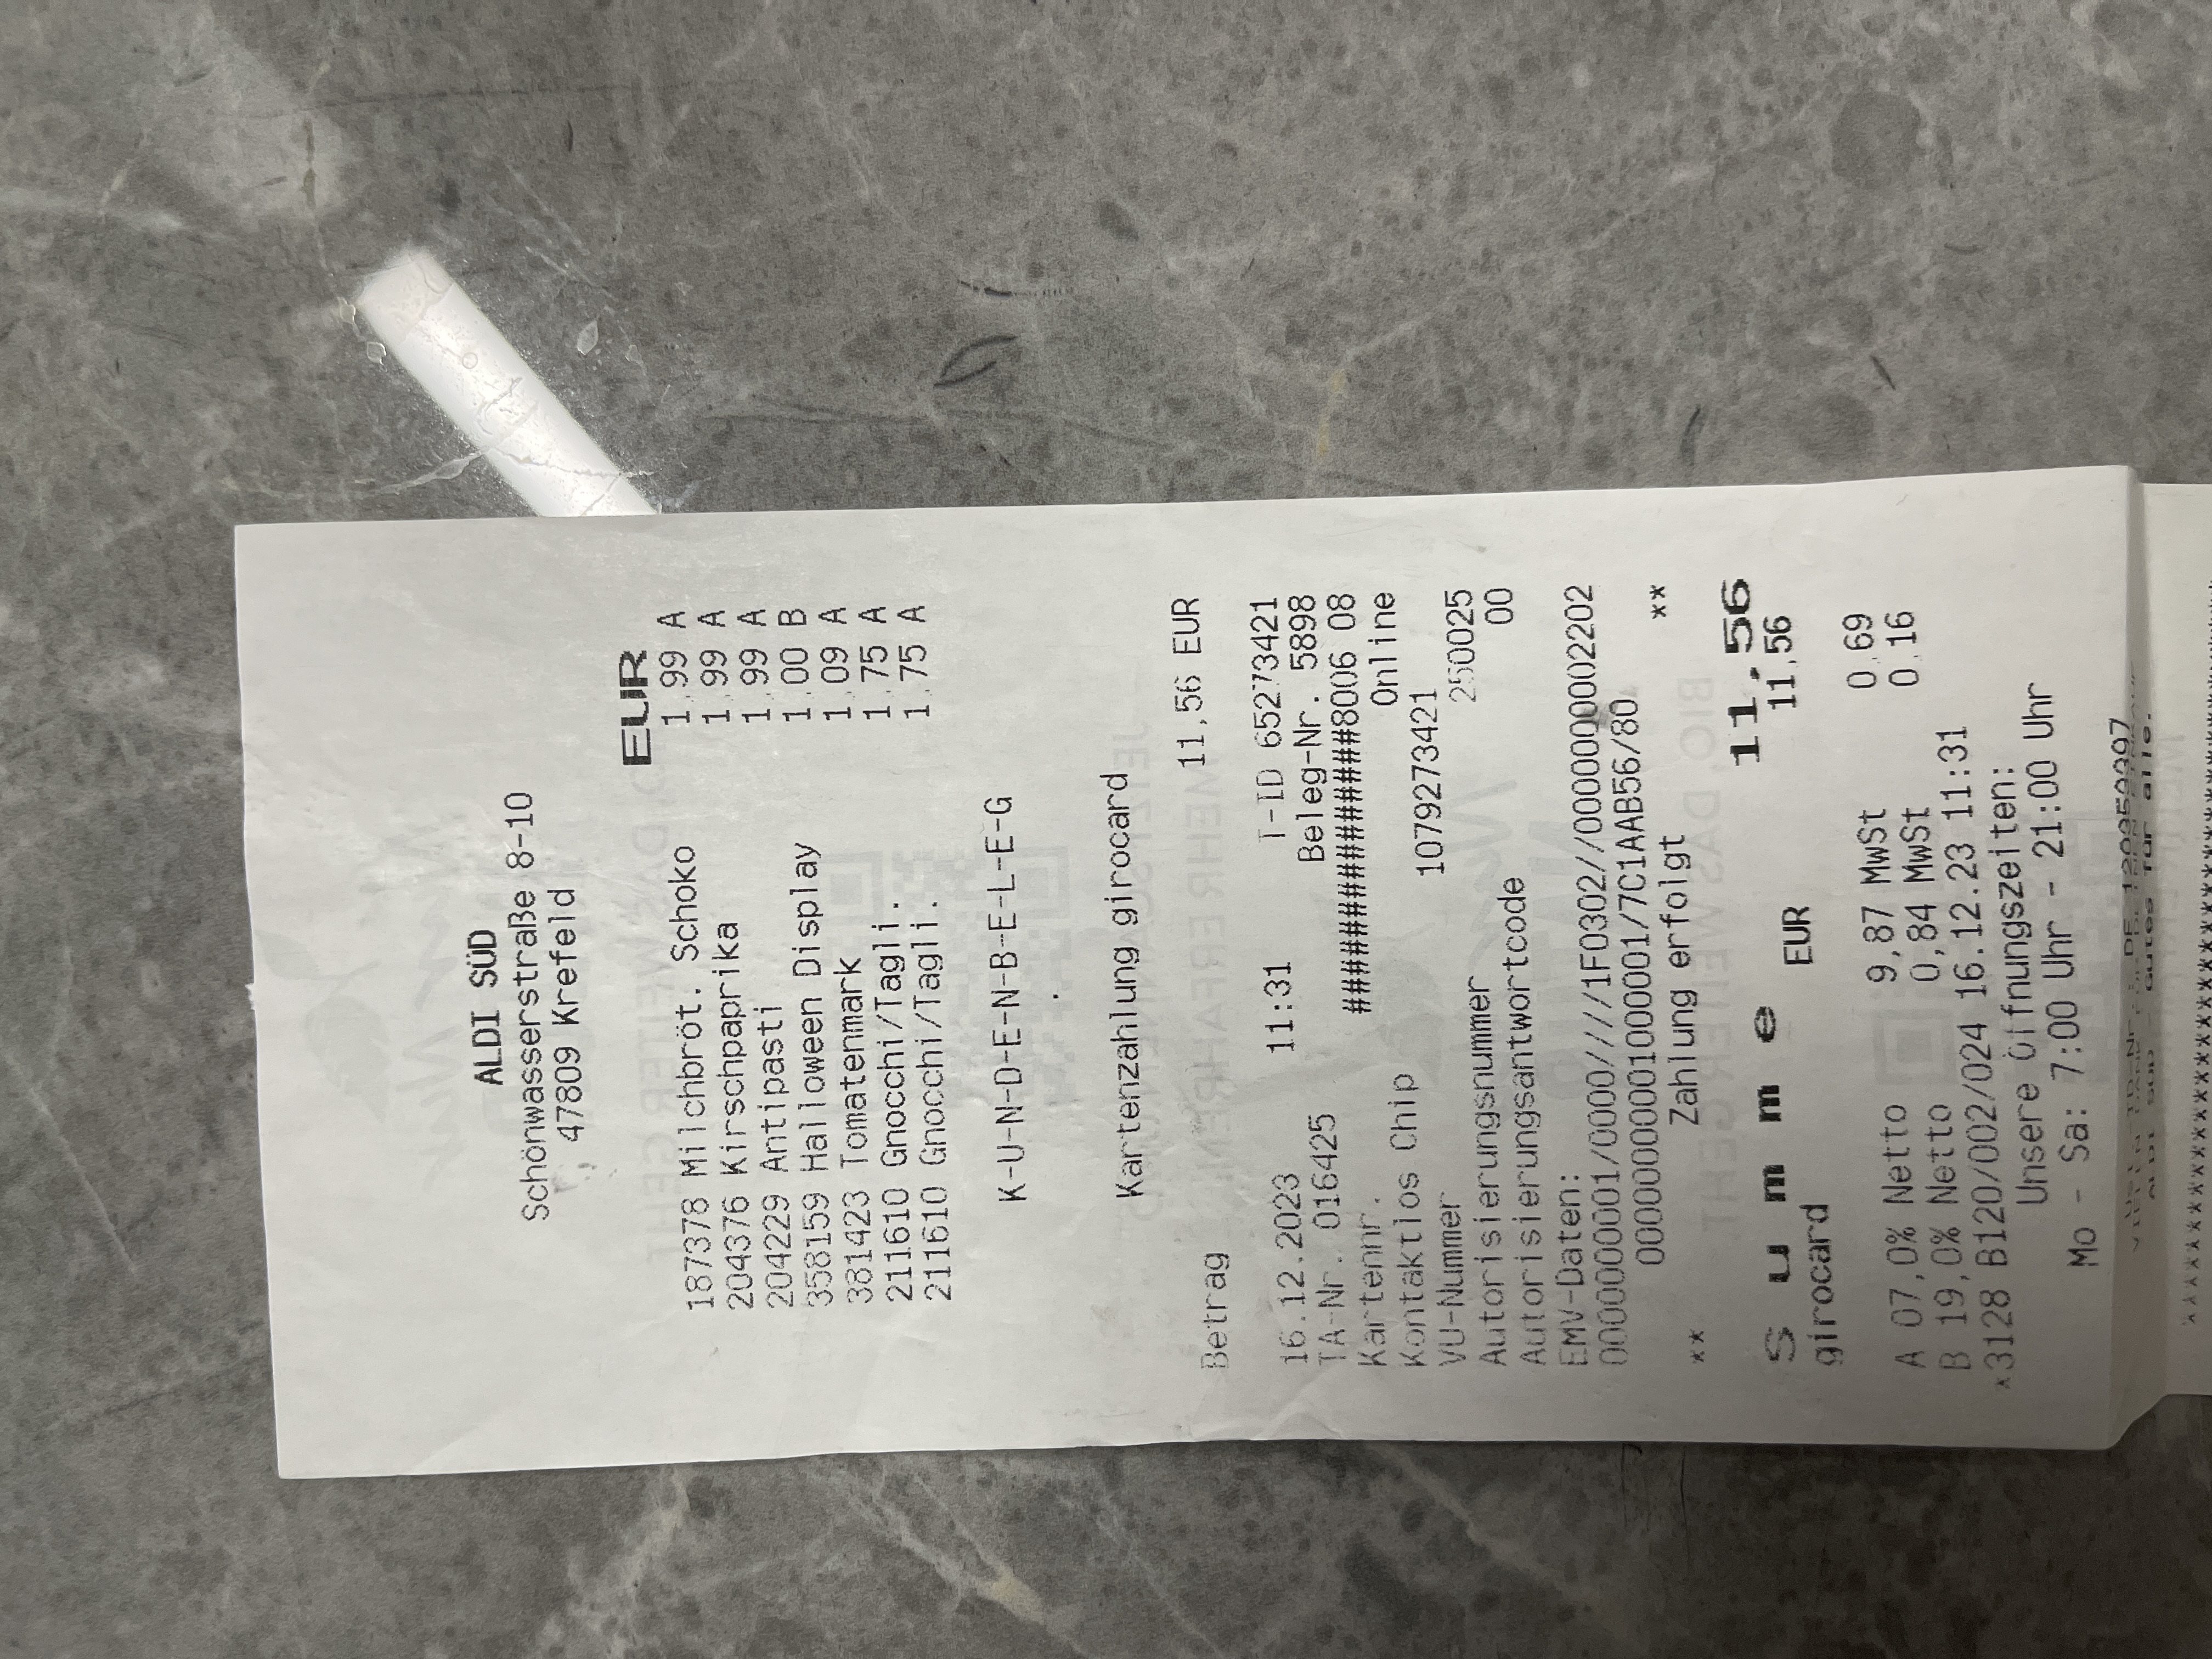 ALDI SÜD
Schönwasserstraße 8-10
47809 Krefeld
EUR
187378 Milchbröt. Schoko 1,99 A
204376 Kirschpaprika 1,99 A
204229 Antipasti 1,99 A
358159 Halloween Display 1,00 B
381423 Tomatenmark 1,09 A
211610 Gnocchi/Tagli. 1,75 A
211610 Gnocchi/Tagli. 1,75 A
K-U-N-D-E-N-B-E-L-E-G
.
Kartenzahlung girocard
Betrag 11,56 EUR
16.12.2023 11:31 T-ID 65273421
TA-Nr. 016425 Beleg-Nr. 5898
Kartennr. ###############8006 08
Kontaktlos Chip Online
VU-Nummer 1079273421
Autorisierungsnummer 250025
Autorisierungsantwortcode 00
EMV-Daten:
0000000001/0000////1F0302//0000000002202
00000000001000001/7C1AAB56/80
** Zahlung erfolgt **
Summe 11,56
girocard EUR 11,56
A 07,0% Netto 9,87 MwSt 0,69
B 19,0% Netto 0,84 MwSt 0,16
*3128 B120/002/024 16.12.23 11:31
Unsere Öffnungszeiten:
Mo - Sa: 7:00 Uhr - 21:00 Uhr
ALDI SÜD - Gutes für alle.